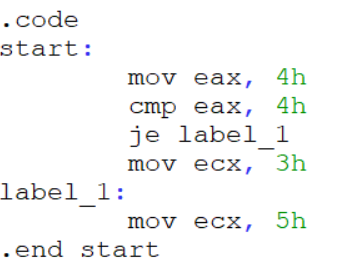 .code
start:
        mov eax, 4h
        cmp eax, 4h
        je label_1
        mov ecx, 3h
label_1:
        mov ecx, 5h
.end start